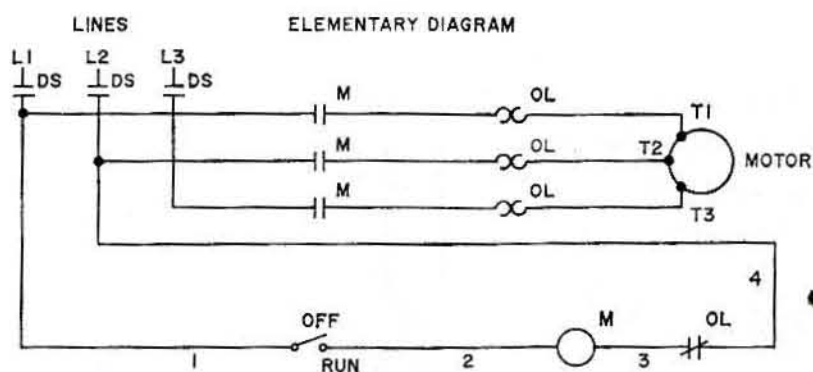 LINES ELEMENTARY DIAGRAM
L1 L2 L3
DS DS DS
M OL
T1
M OL T2 MOTOR
M OL
T3
4
OFF M OL
1 RUN 2 3